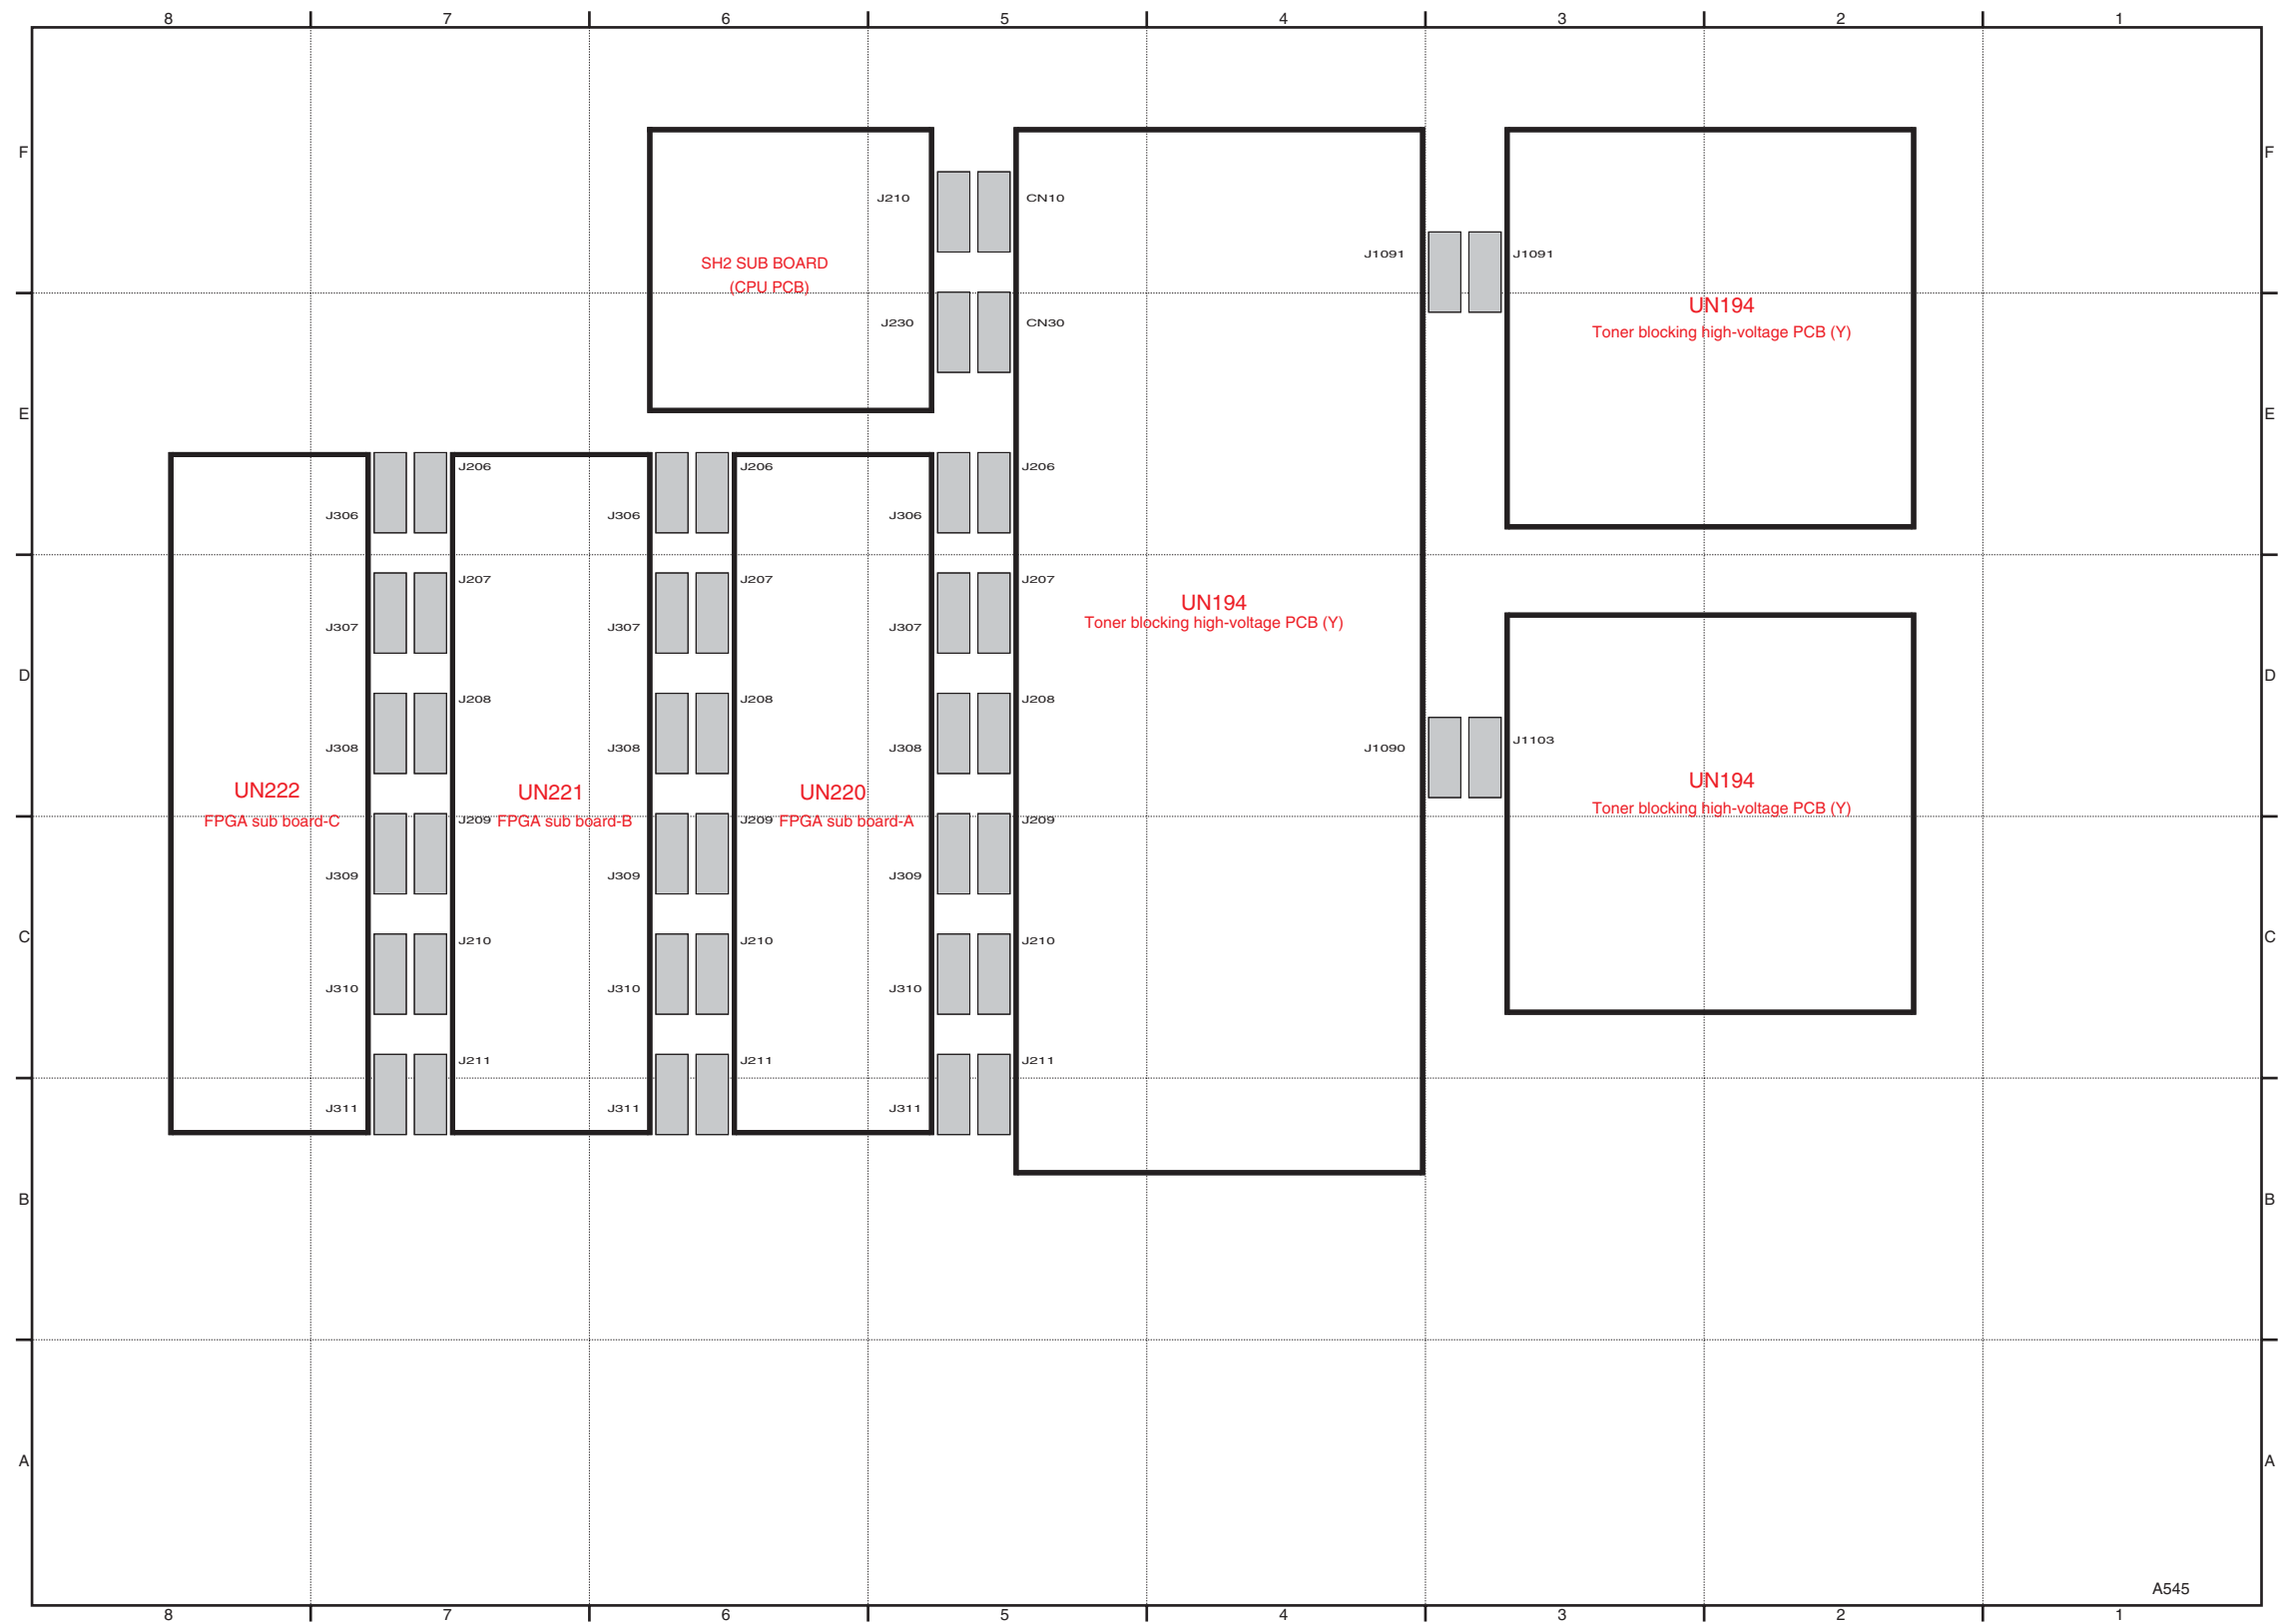 8 7 6 5 4 3 2 1
F F
J210 CN10
J1091 J1091
SH2 SUB BOARD
(CPU PCB)
UN194
Toner blocking high-voltage PCB (Y)
J230 CN30
E E
J206 J206 J206
J306 J306 J306
J207 J207 J207
UN194
Toner blocking high-voltage PCB (Y)
J307 J307 J307
D D
J208 J208 J208
J1103
J308 J308 J308 J1090
UN194
Toner blocking high-voltage PCB (Y)
UN222 UN221 UN220
FPGA sub board-C J209 FPGA sub board-B J209 FPGA sub board-A J209
J309 J309 J309
C C
J210 J210 J210
J310 J310 J310
J211 J211 J211
J311 J311 J311
B B
A A
A545
8 7 6 5 4 3 2 1